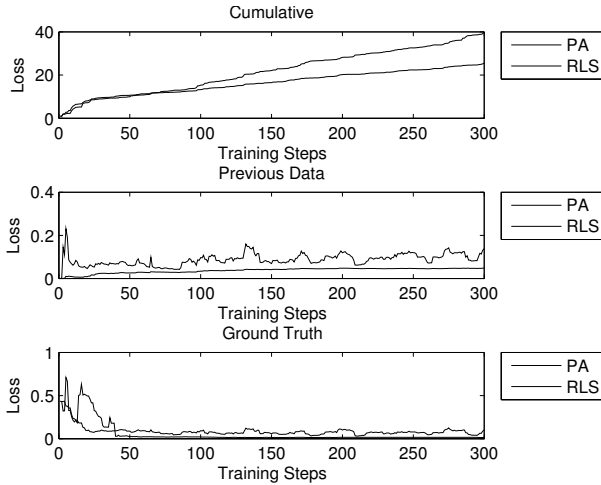 Cumulative
40
20
0
Loss
0 50 100 150 200 250 300
Training Steps
PA
RLS
Previous Data
0.4
0.2
0
Loss
0 50 100 150 200 250 300
Training Steps
PA
RLS
Ground Truth
1
0.5
0
Loss
0 50 100 150 200 250 300
Training Steps
PA
RLS